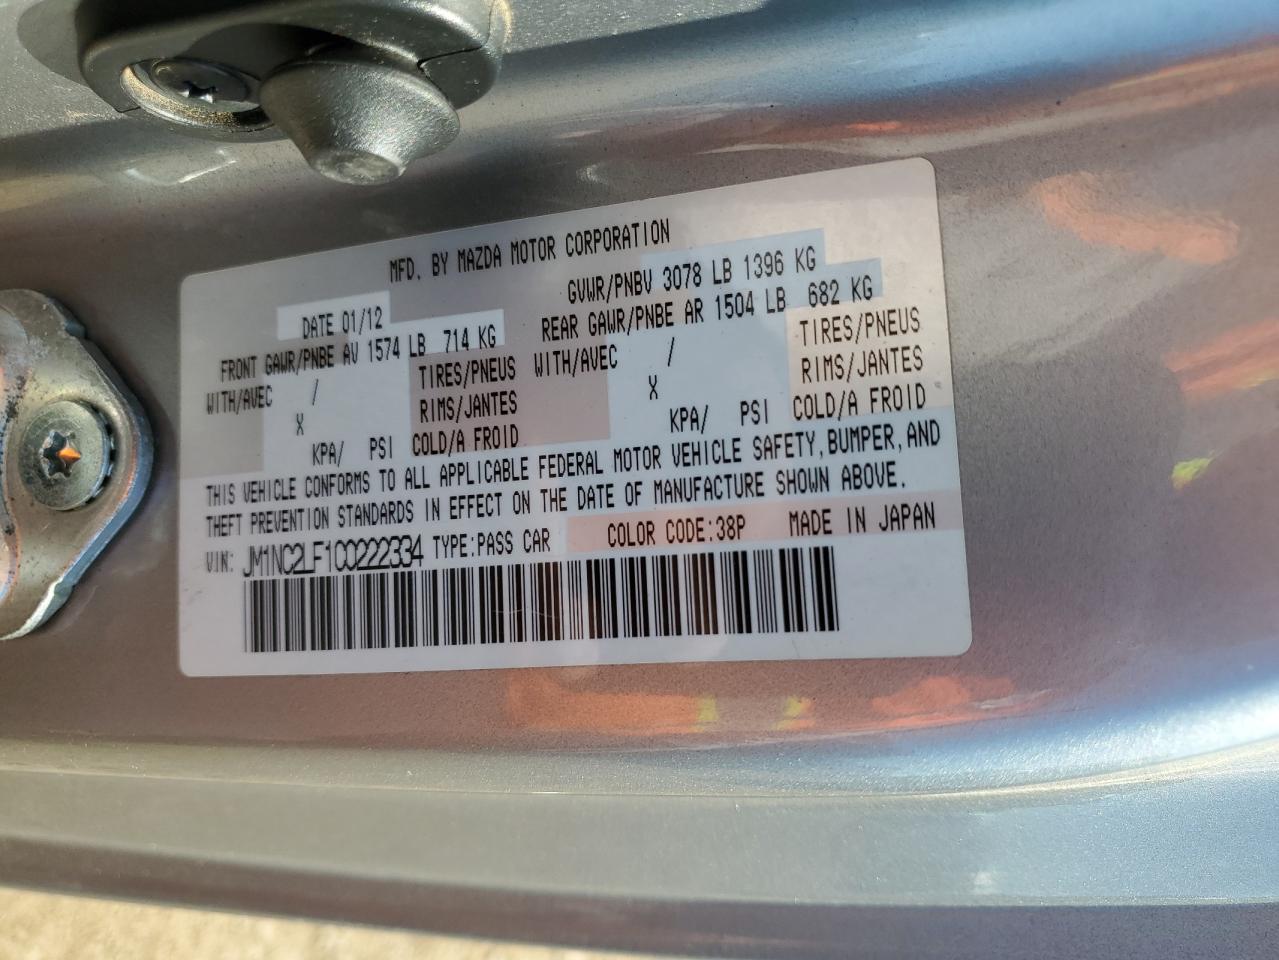 MFD. BY MAZDA MOTOR CORPORATION
DATE 01/12 GVWR/PNBV 3078 LB 1396 KG
FRONT GAWR/PNBE AV 1574 LB 714 KG REAR GAWR/PNBE AR 1504 LB 682 KG
WITH/AVEC / TIRES/PNEUS WITH/AVEC / TIRES/PNEUS
X RIMS/JANTES X RIMS/JANTES
KPA/ PSI COLD/A FROID KPA/ PSI COLD/A FROID
THIS VEHICLE CONFORMS TO ALL APPLICABLE FEDERAL MOTOR VEHICLE SAFETY, BUMPER, AND
THEFT PREVENTION STANDARDS IN EFFECT ON THE DATE OF MANUFACTURE SHOWN ABOVE.
VIN: JM1NC2LF1C0222334 TYPE:PASS CAR COLOR CODE:38P MADE IN JAPAN